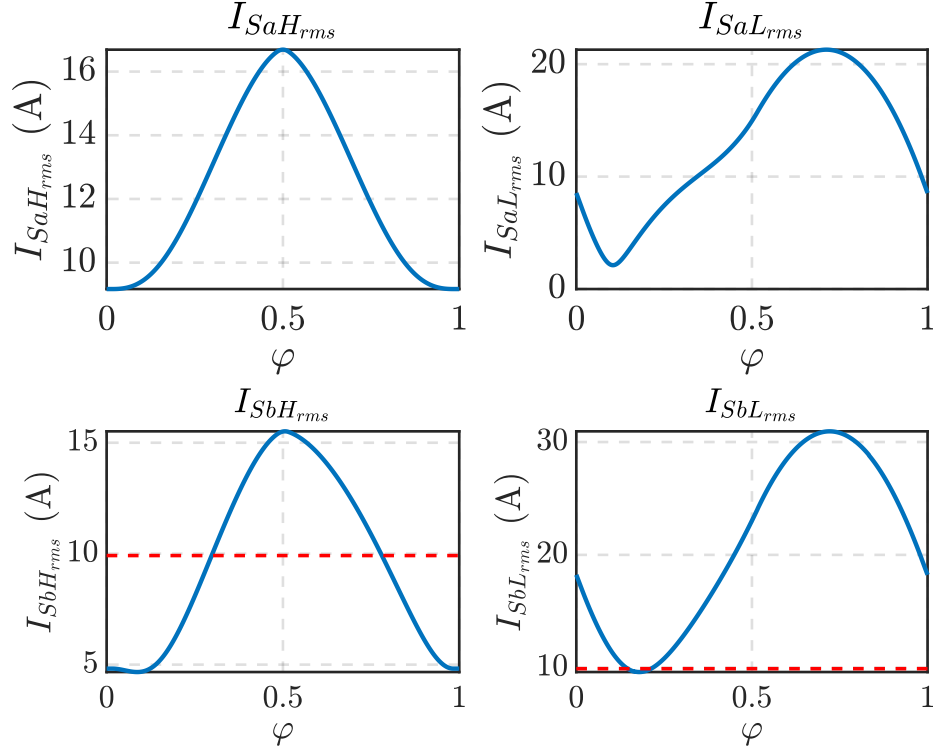 I_{SaH_{rms}}
I_{SaH_{rms}} (A)
16
14
12
10
0 0.5 1
φ
I_{SaL_{rms}}
I_{SaL_{rms}} (A)
20
10
0
0 0.5 1
φ
I_{SbH_{rms}}
I_{SbH_{rms}} (A)
15
10
5
0 0.5 1
φ
I_{SbL_{rms}}
I_{SbL_{rms}} (A)
30
20
10
0 0.5 1
φ